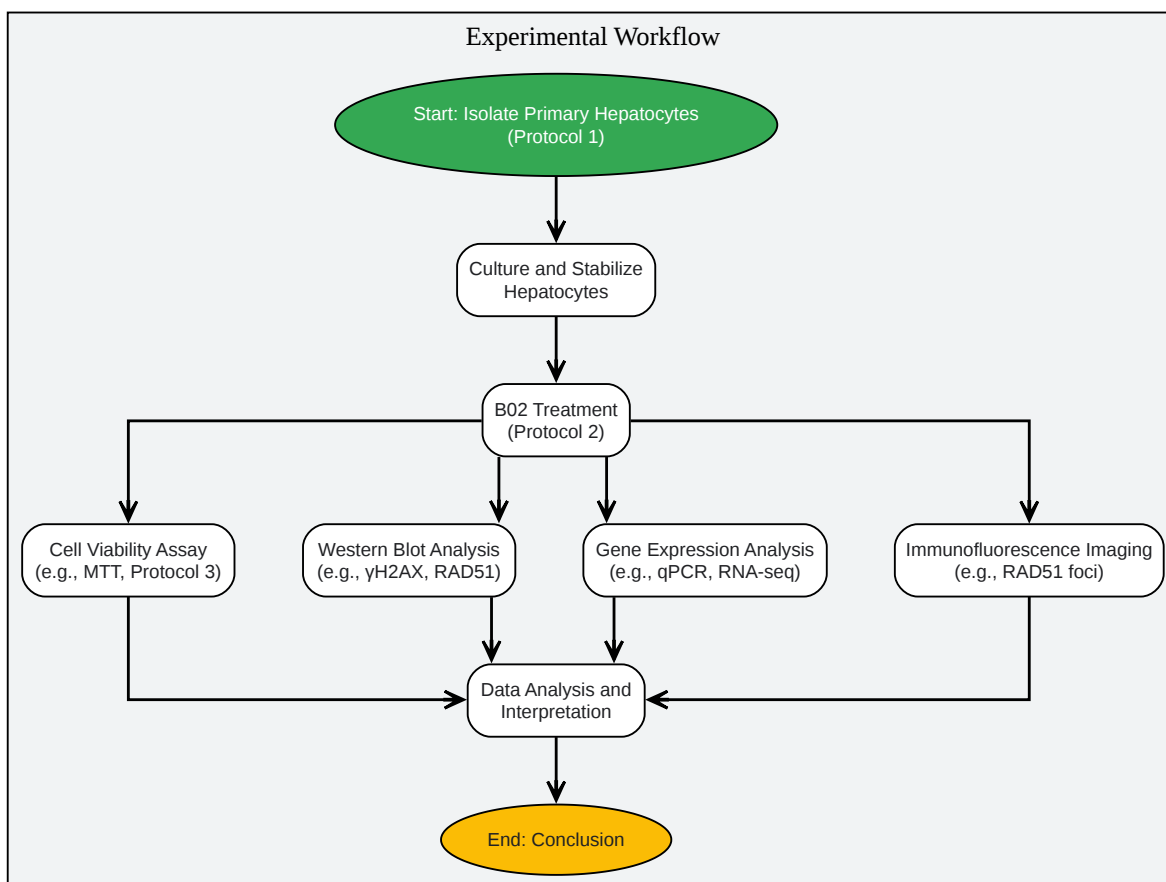 Experimental Workflow
Start: Isolate Primary Hepatocytes
(Protocol 1)
Culture and Stabilize
Hepatocytes
B02 Treatment
(Protocol 2)
Cell Viability Assay
(e.g., MTT, Protocol 3)
Western Blot Analysis
(e.g., γH2AX, RAD51)
Gene Expression Analysis
(e.g., qPCR, RNA-seq)
Immunofluorescence Imaging
(e.g., RAD51 foci)
Data Analysis and
Interpretation
End: Conclusion